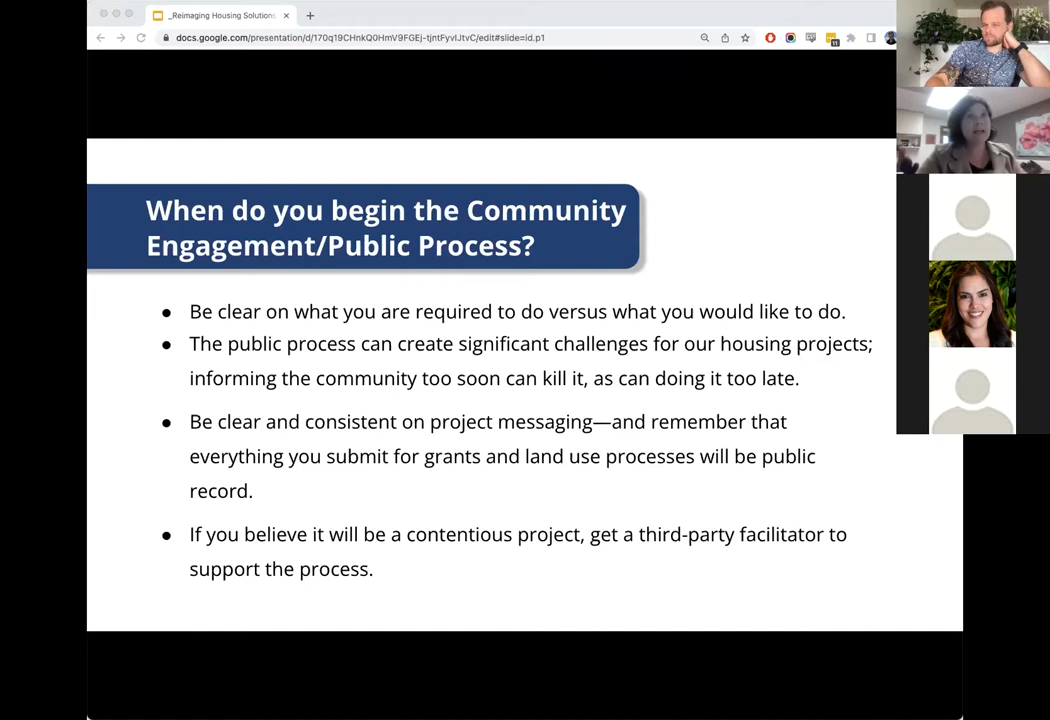 _Reimaging Housing Solutions
docs.google.com/presentation/d/170q19CHnkQ0HmV9FGEj-tjntFyvIJtvC/edit#slide=id.p1
11
When do you begin the Community
Engagement/Public Process?
● Be clear on what you are required to do versus what you would like to do.
● The public process can create significant challenges for our housing projects;
informing the community too soon can kill it, as can doing it too late.
● Be clear and consistent on project messaging—and remember that
everything you submit for grants and land use processes will be public
record.
● If you believe it will be a contentious project, get a third-party facilitator to
support the process.